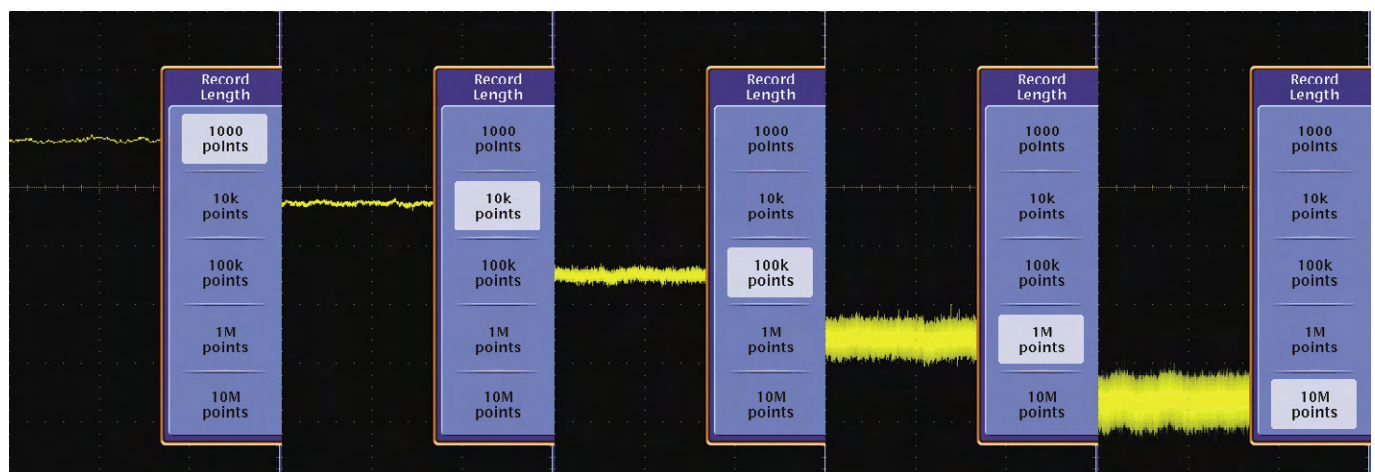 Record
Length
1000
points
10k
points
100k
points
1M
points
10M
points
Record
Length
1000
points
10k
points
100k
points
1M
points
10M
points
Record
Length
1000
points
10k
points
100k
points
1M
points
10M
points
Record
Length
1000
points
10k
points
100k
points
1M
points
10M
points
Record
Length
1000
points
10k
points
100k
points
1M
points
10M
points